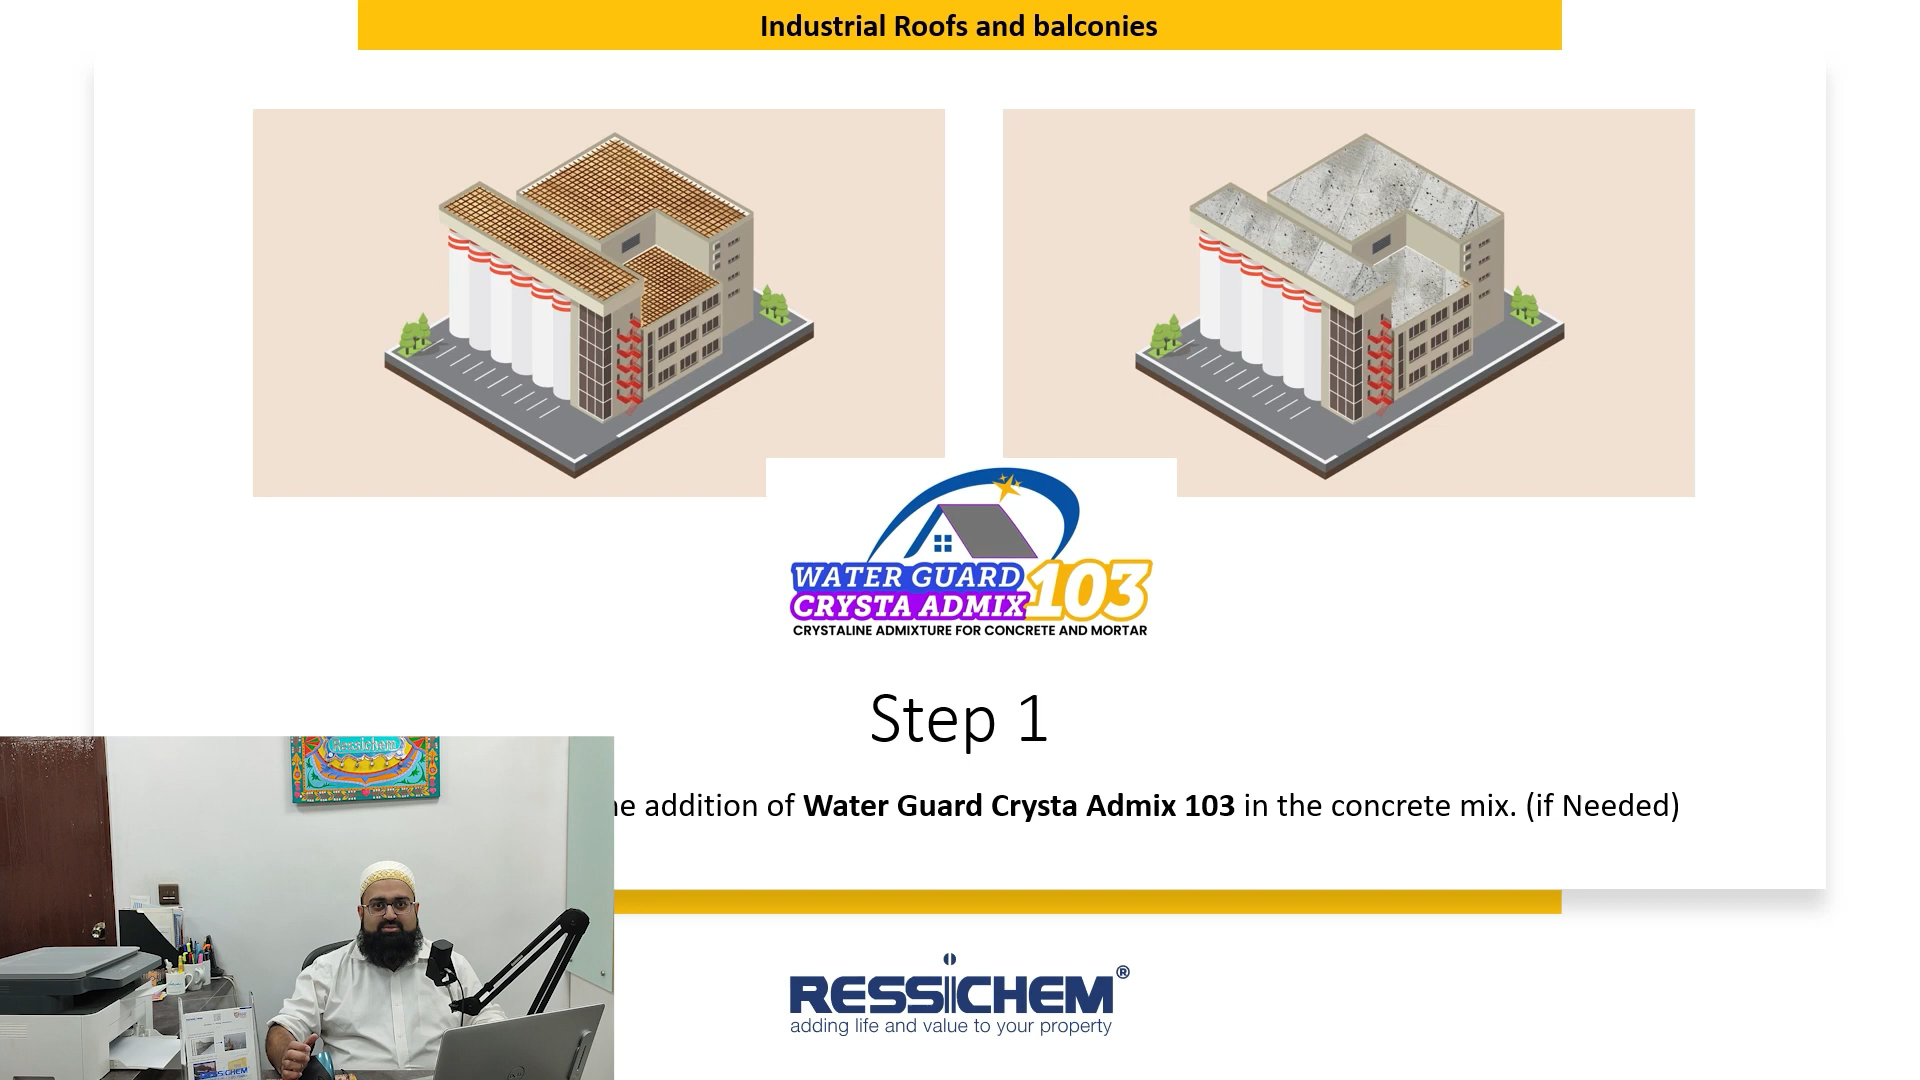 Industrial Roofs and balconies
WATER GUARD
CRYSTA ADMIX 103
CRYSTALINE ADMIXTURE FOR CONCRETE AND MORTAR
Step 1
addition of Water Guard Crysta Admix 103 in the concrete mix. (if Needed)
Ressichem
RESSICHEM®
adding life and value to your property